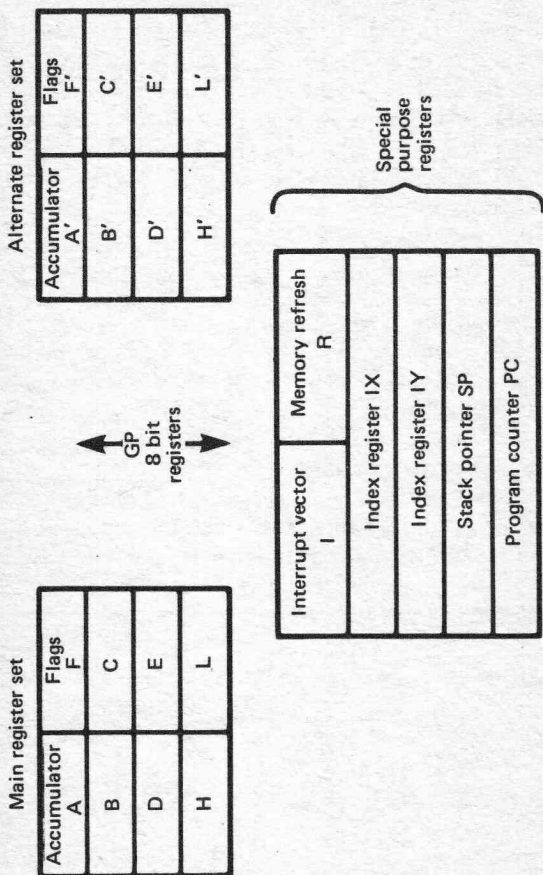 Main register set
Accumulator
A
Flags
F
B
C
D
E
H
L
GP
8 bit
registers
Alternate register set
Accumulator
A′
Flags
F′
B′
C′
D′
E′
H′
L′
Interrupt vector
I
Memory refresh
R
Index register IX
Index register IY
Stack pointer SP
Program counter PC
Special
purpose
registers